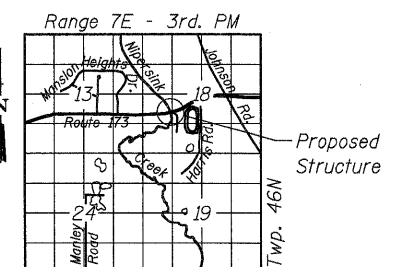 Range 7E - 3rd. PM
Mansion Heights Dr.
Nipersink
Johnson Rd.
13
18
Route 173
Proposed
Structure
Creek
Harris Rd.
24
19
Manley
Road
Twp. 46N